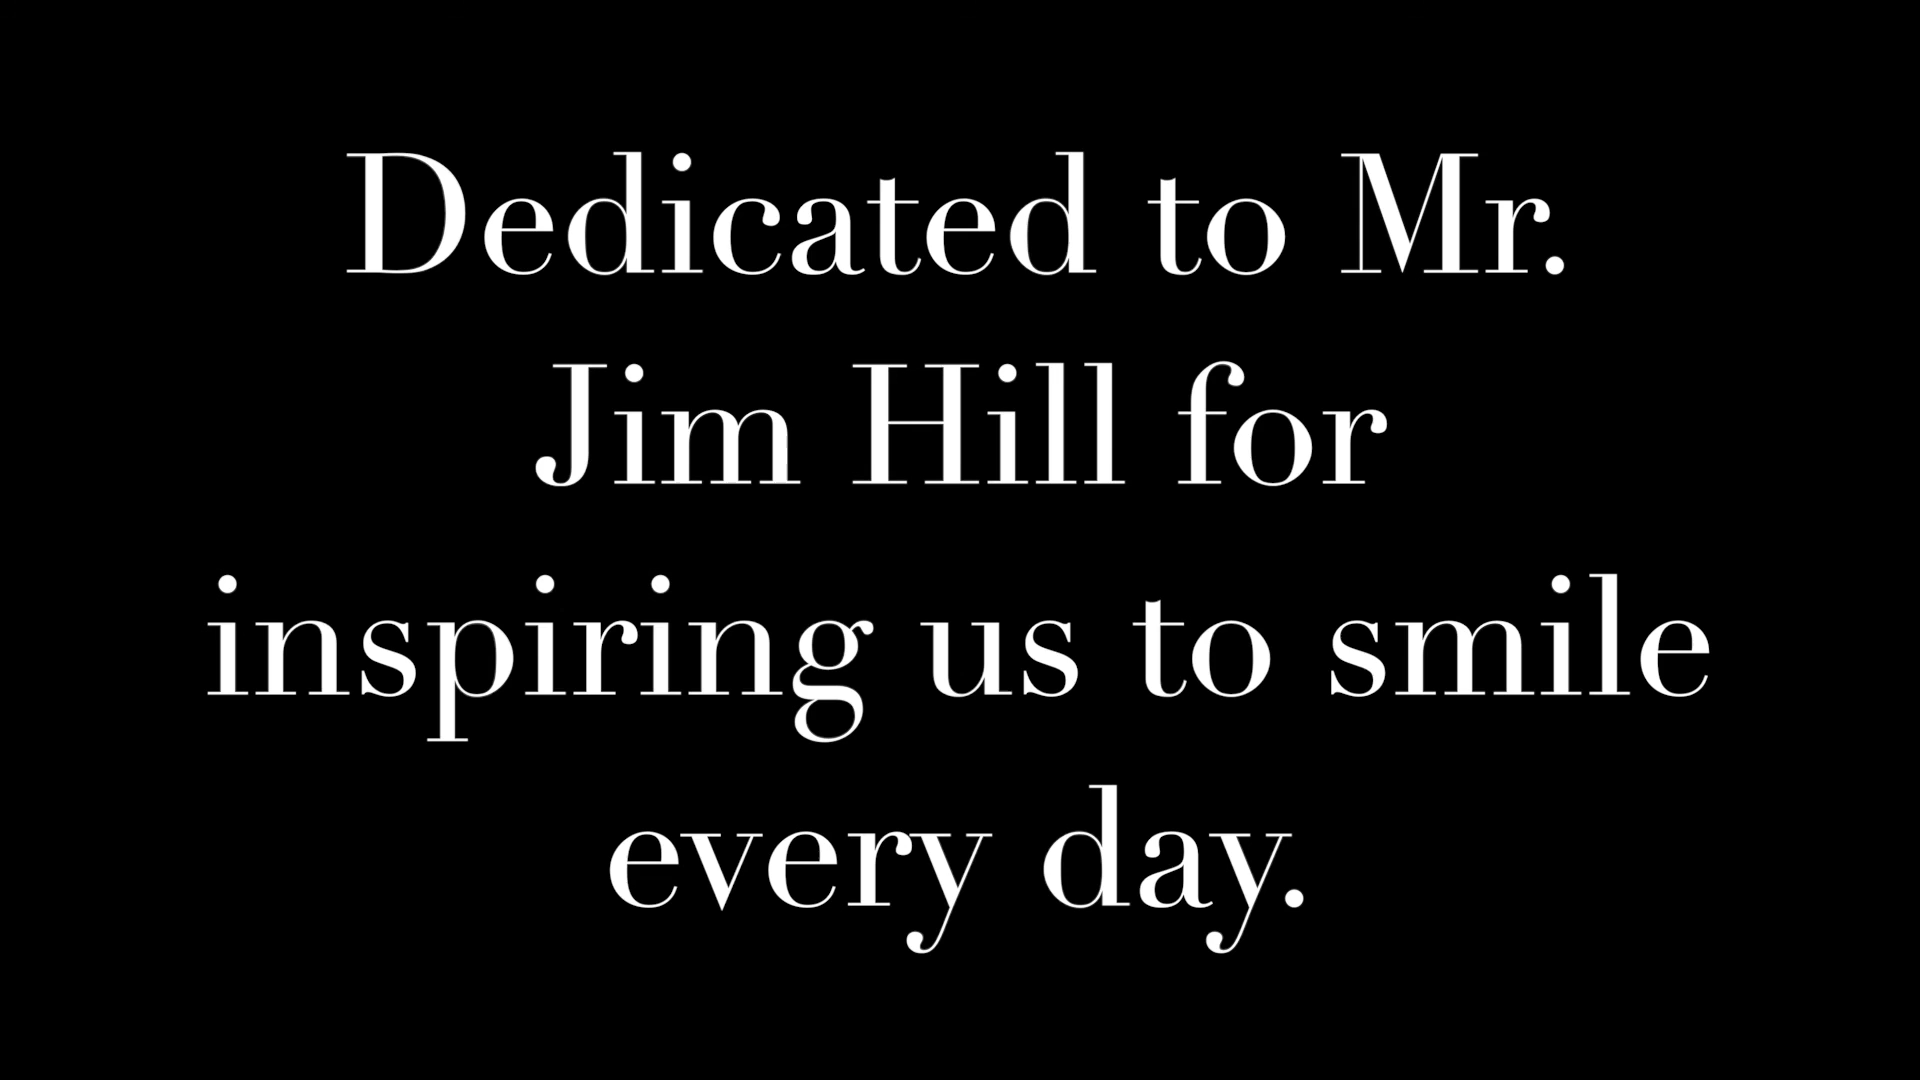 Dedicated to Mr.
Jim Hill for
inspiring us to smile
every day.